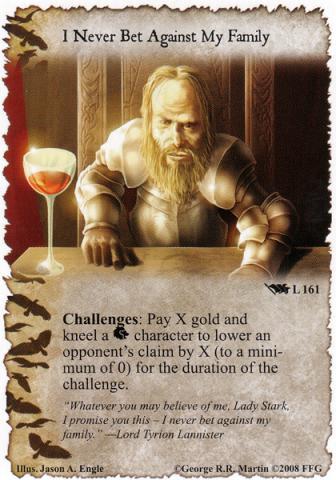 I Never Bet Against My Family
L 161
Challenges: Pay X gold and
kneel a character to lower an
opponent's claim by X (to a mini-
mum of 0) for the duration of the
challenge.
"Whatever you may believe of me, Lady Stark,
I promise you this – I never bet against my
family." —Lord Tyrion Lannister
Illus. Jason A. Engle
©George R.R. Martin ©2008 FFG